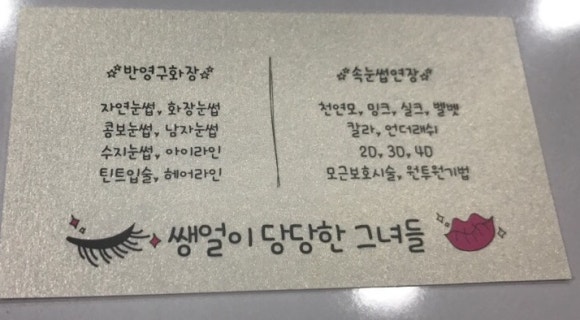 ☆반영구화장☆
자연눈썹, 화장눈썹
콤보눈썹, 남자눈썹
수지눈썹, 아이라인
틴트입술, 헤어라인
☆속눈썹연장☆
천연모, 밍크, 실크, 벨벳
칼라, 언더래쉬
2D, 3D, 4D
모근보호시술, 원투원기법
쌩얼이 당당한 그녀들